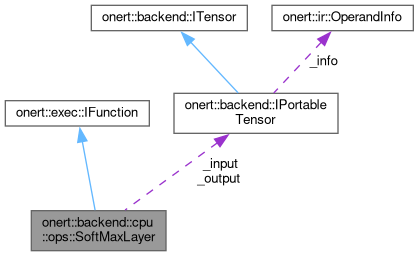 onert::backend::ITensor
onert::ir::OperandInfo
_info
onert::exec::IFunction
onert::backend::IPortable
Tensor
_input
_output
onert::backend::cpu
::ops::SoftMaxLayer